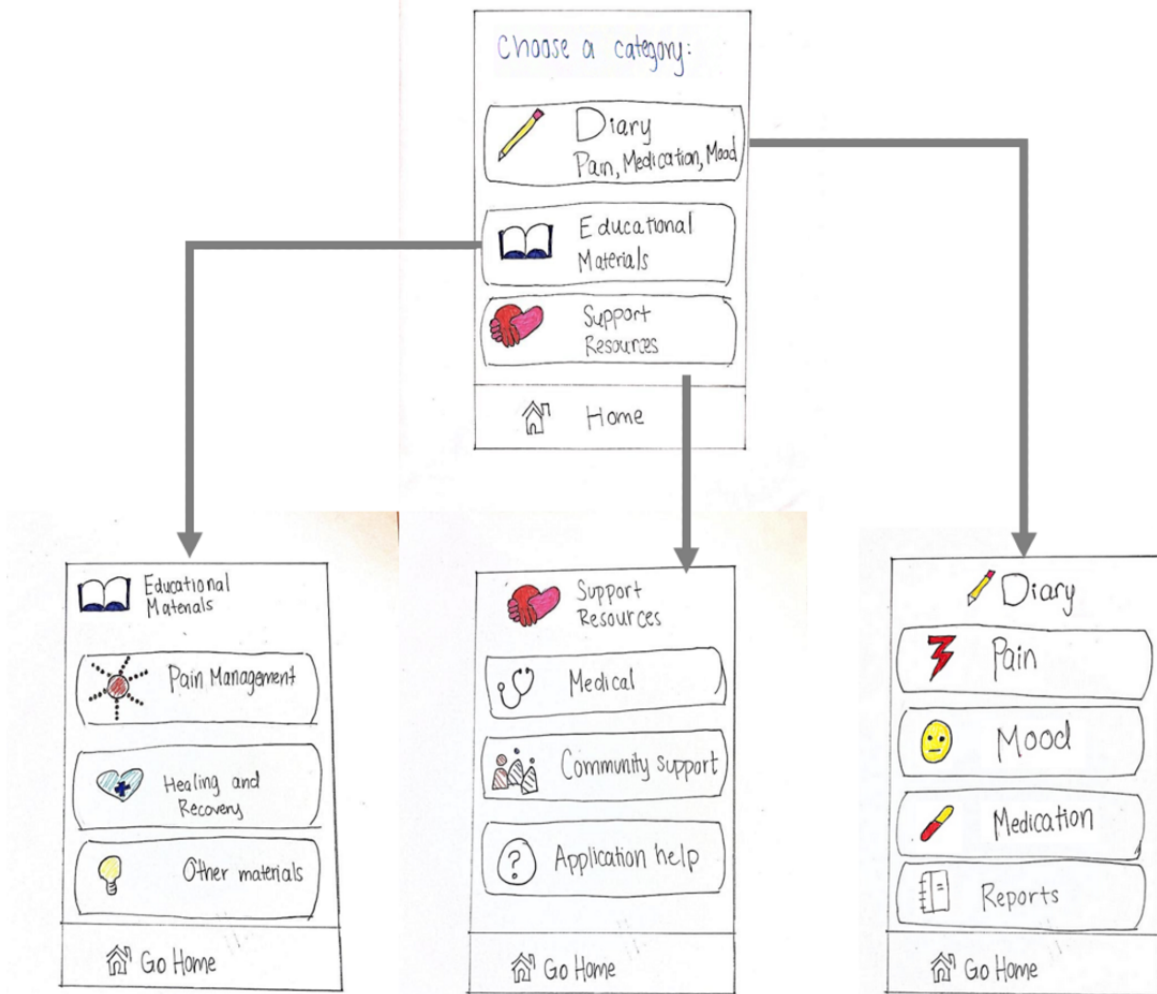 Choose a category:
Diary
Pain, Medication, Mood
Educational
Materials
Support
Resources
Home
Educational
Materials
Pain Management
Healing and
Recovery
Other materials
Go Home
Support
Resources
Medical
Community Support
?
Application help
Go Home
Diary
Pain
Mood
Medication
Reports
Go Home